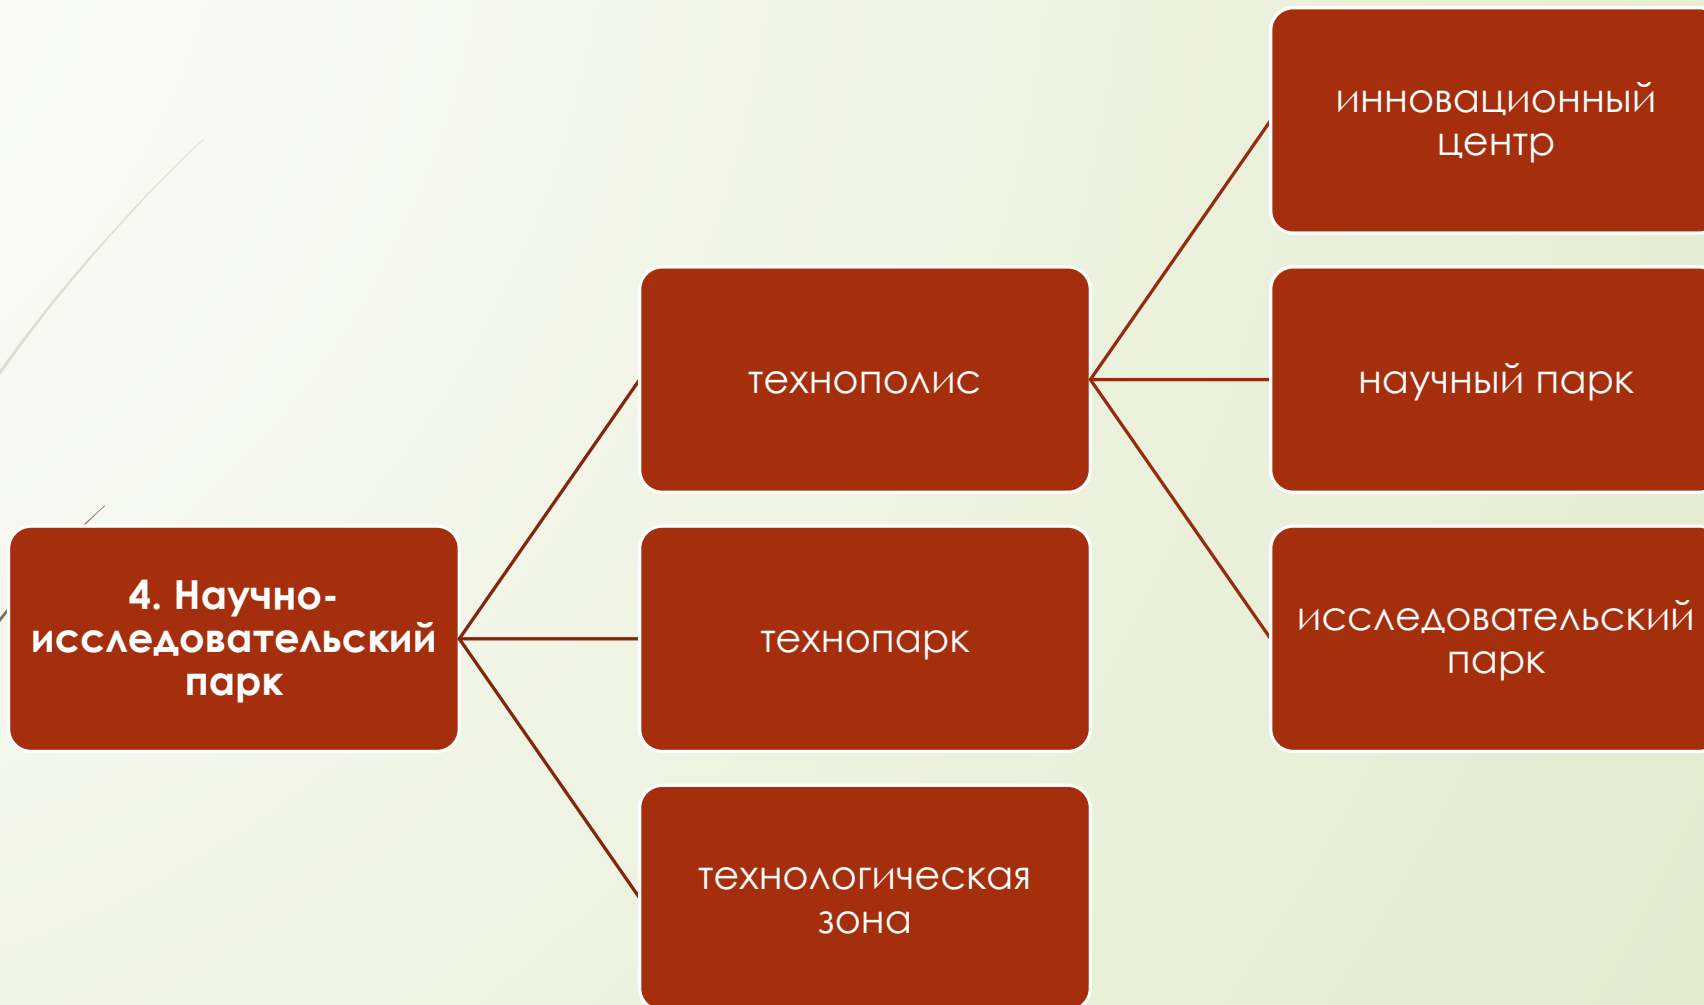 инновационный
центр
технополис
научный парк
4. Научно-
исследовательский
парк
технопарк
исследовательский
парк
технологическая
зона